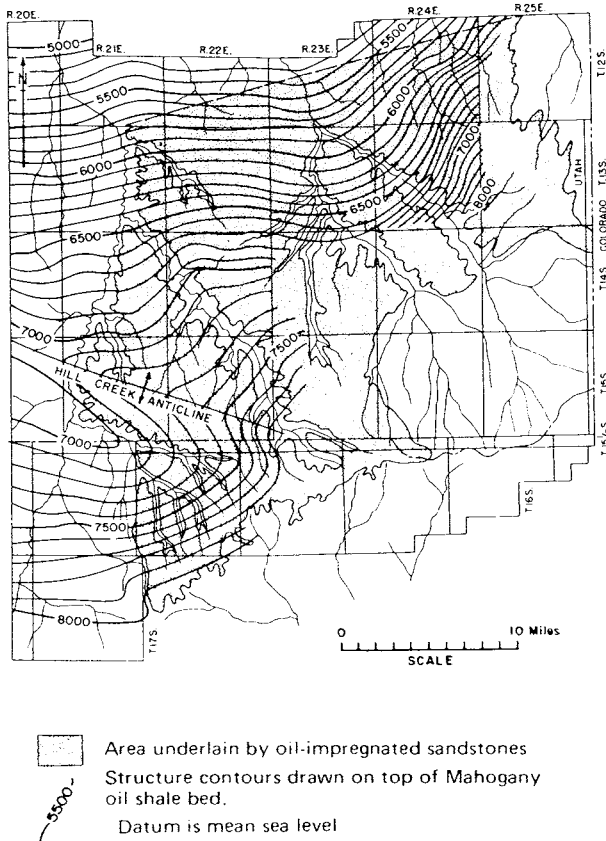 R.20E.
R.21E.
R.22E.
R.23E.
R.24E.
R.25E.
5000
5500
5500
T.12S.
N
6000
6000
7000
UTAH
COLORADO
T.13S.
8000
6500
6500
T.14S.
7000
7500
HILL CREEK ANTICLINE
T.15S.
7000
7500
T.16S.
8000
T.17S.
0 10 Miles
SCALE
Area underlain by oil-impregnated sandstones
5500
Structure contours drawn on top of Mahogany
oil shale bed.
Datum is mean sea level